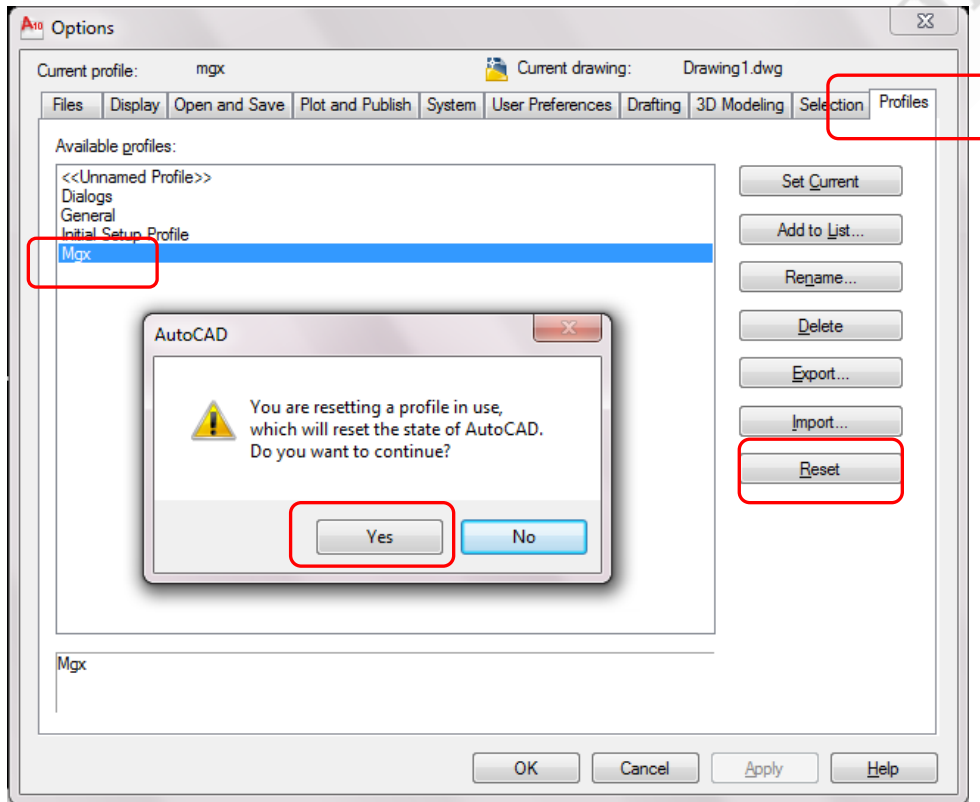 A10 Options
Current profile: mgx Current drawing: Drawing1.dwg
Files Display Open and Save Plot and Publish System User Preferences Drafting 3D Modeling Selection Profiles
Available profiles:
<<Unnamed Profile>>
Dialogs
General
Initial Setup Profile
Mgx
Set Current
Add to List...
Rename...
Delete
Export...
Import...
Reset
AutoCAD
You are resetting a profile in use,
which will reset the state of AutoCAD.
Do you want to continue?
Yes No
Mgx
OK Cancel Apply Help